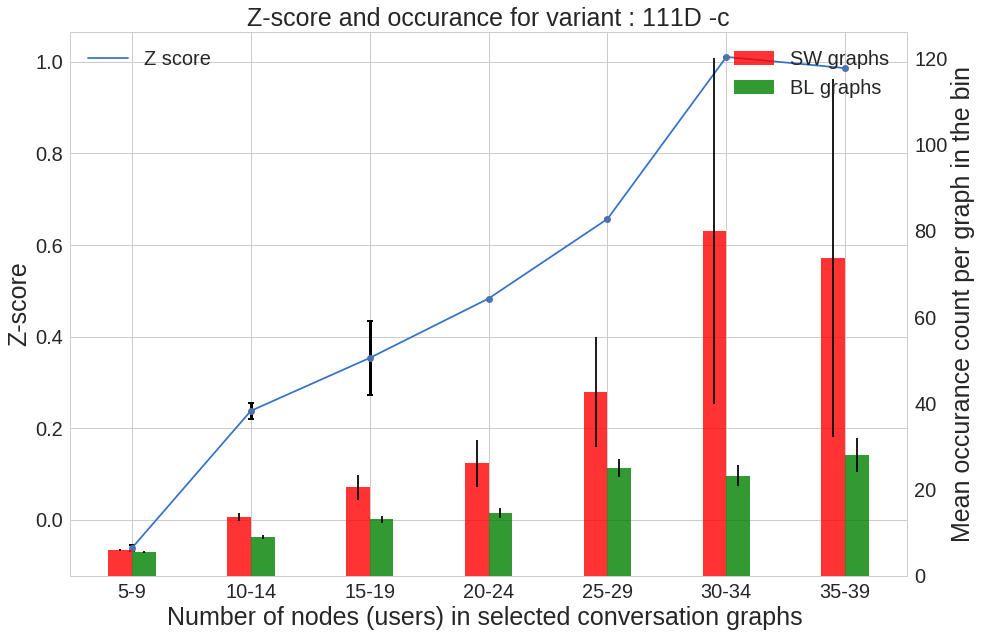 Z-score and occurance for variant : 111D -c
Z score
SW graphs
BL graphs
1.0
0.8
0.6
0.4
0.2
0.0
Z-score
120
100
80
60
40
20
0
Mean occurance count per graph in the bin
5-9 10-14 15-19 20-24 25-29 30-34 35-39
Number of nodes (users) in selected conversation graphs